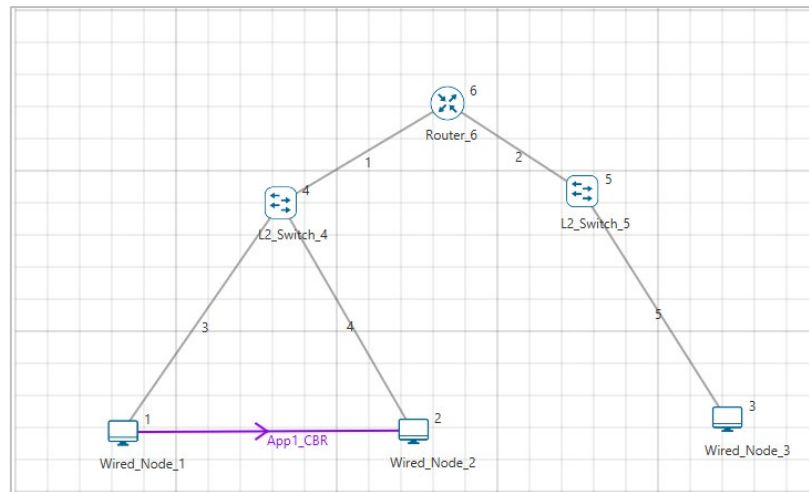 6
Router_6
1
2
4
5
L2_Switch_4
L2_Switch_5
3
4
5
1
2
3
App1_CBR
Wired_Node_1
Wired_Node_2
Wired_Node_3